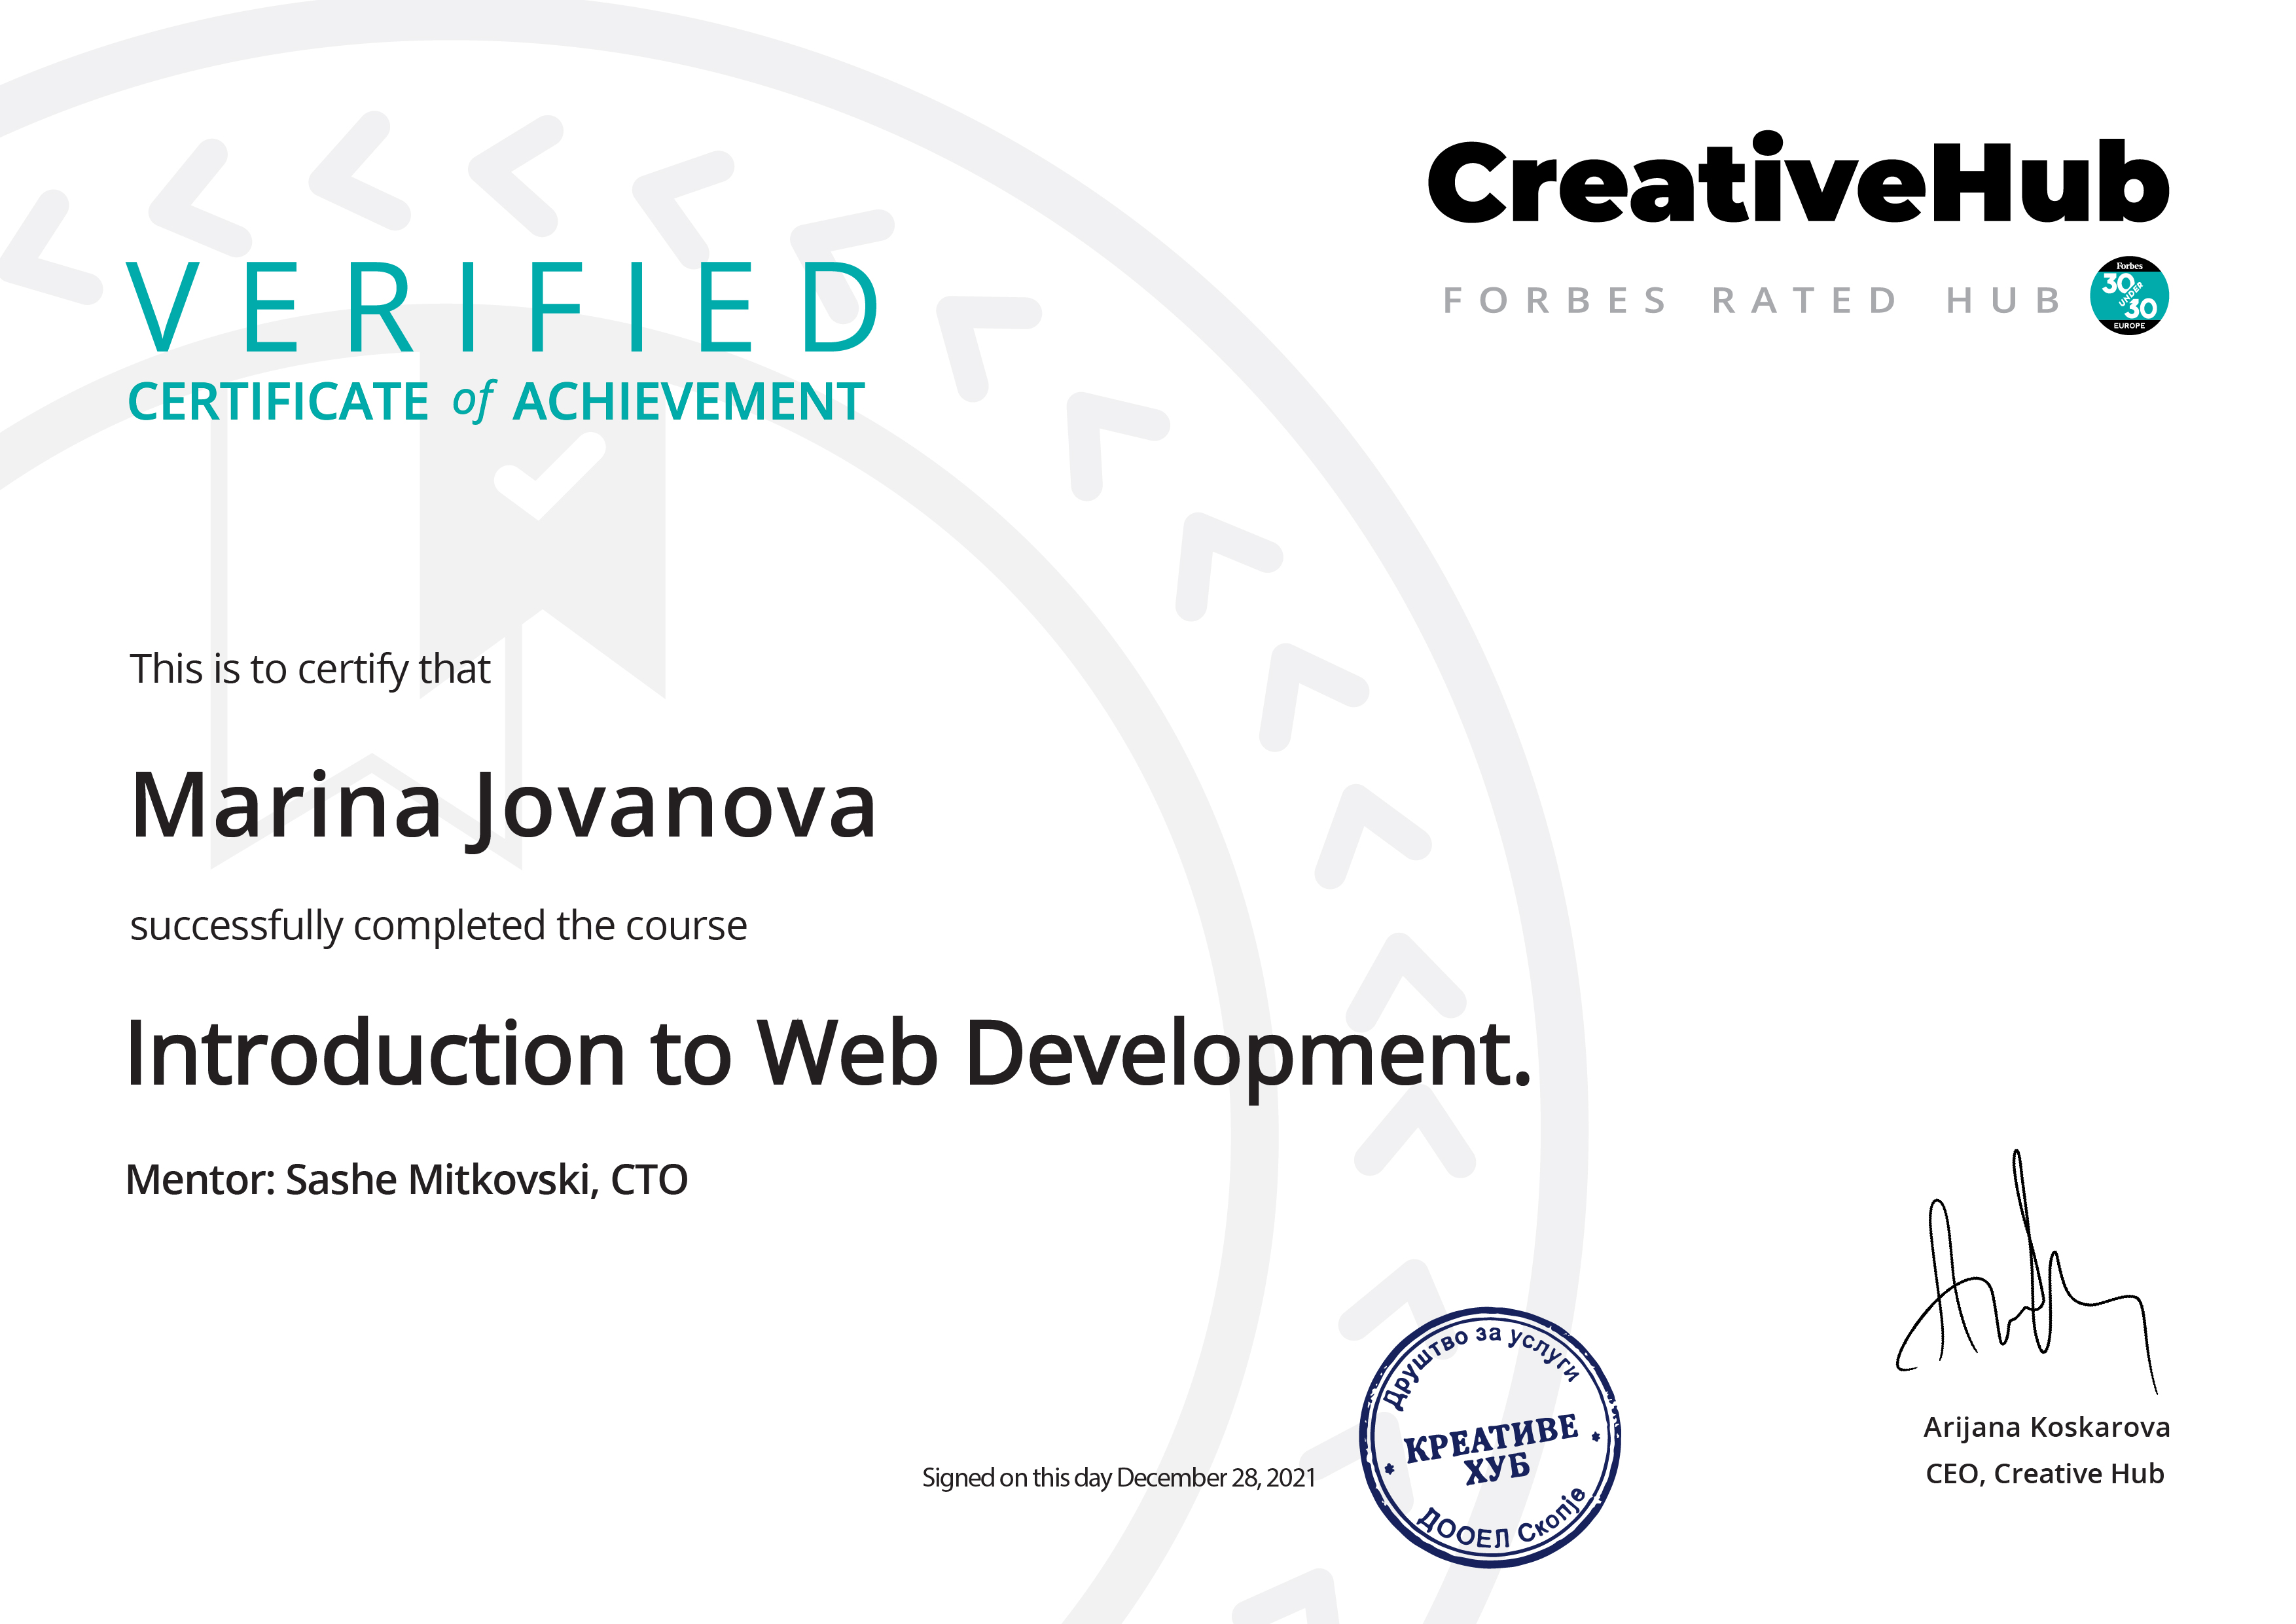 CreativeHub
FORBES RATED HUB
Forbes
30
UNDER
30
EUROPE
VERIFIED
CERTIFICATE of ACHIEVEMENT
This is to certify that
Marina Jovanova
successfully completed the course
Introduction to Web Development.
Mentor: Sashe Mitkovski, CTO
Signed on this day December 28, 2021
Друштво за услуги
КРЕАТИВЕ
ХУБ
ДООЕЛ Скопје
Arijana Koskarova
CEO, Creative Hub